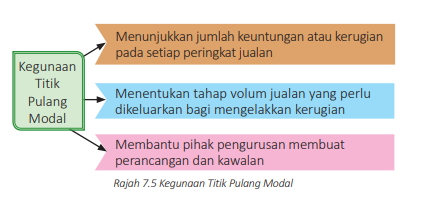 Kegunaan
Titik
Pulang
Modal
Menunjukkan jumlah keuntungan atau kerugian
pada setiap peringkat jualan
Menentukan tahap volum jualan yang perlu
dikeluarkan bagi mengelakkan kerugian
Membantu pihak pengurusan membuat
perancangan dan kawalan
Rajah 7.5 Kegunaan Titik Pulang Modal